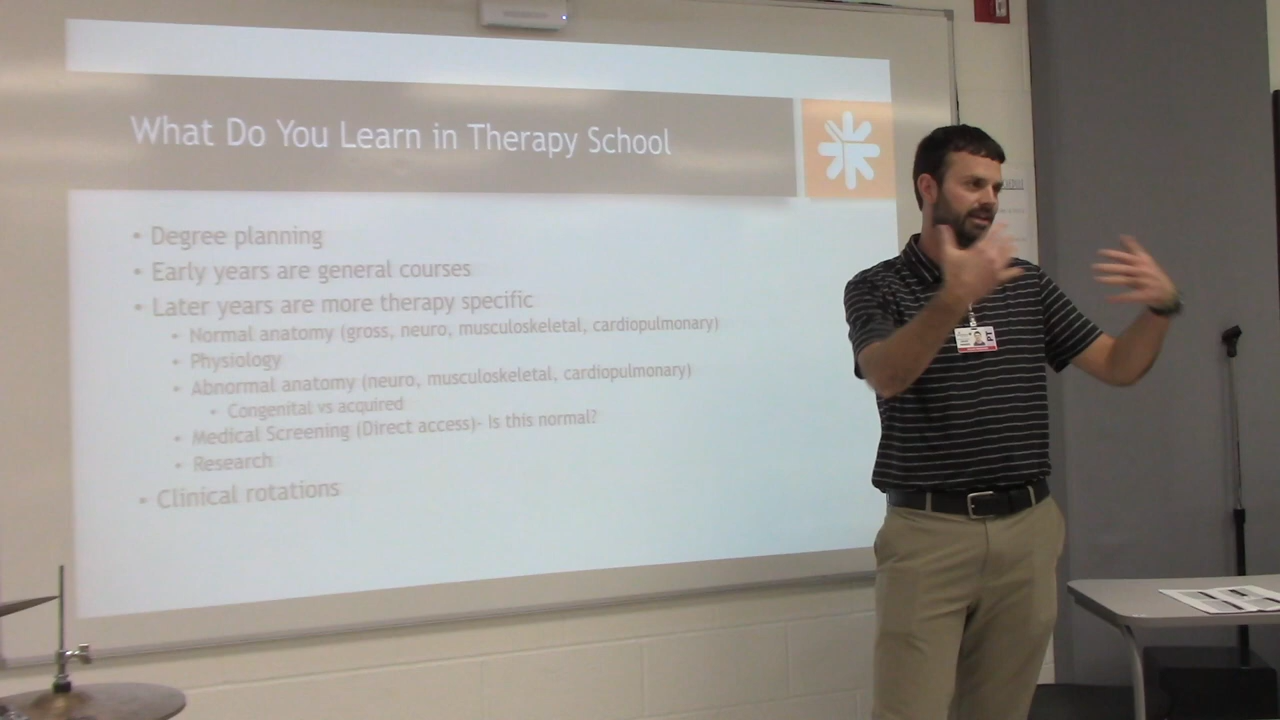 What Do You Learn in Therapy School
• Degree planning
• Early years are general courses
• Later years are more therapy specific
• Normal anatomy (gross, neuro, musculoskeletal, cardiopulmonary)
• Physiology
• Abnormal anatomy (neuro, musculoskeletal, cardiopulmonary)
• Congenital vs acquired
• Medical Screening (Direct access)- Is this normal?
• Research
• Clinical rotations
PT